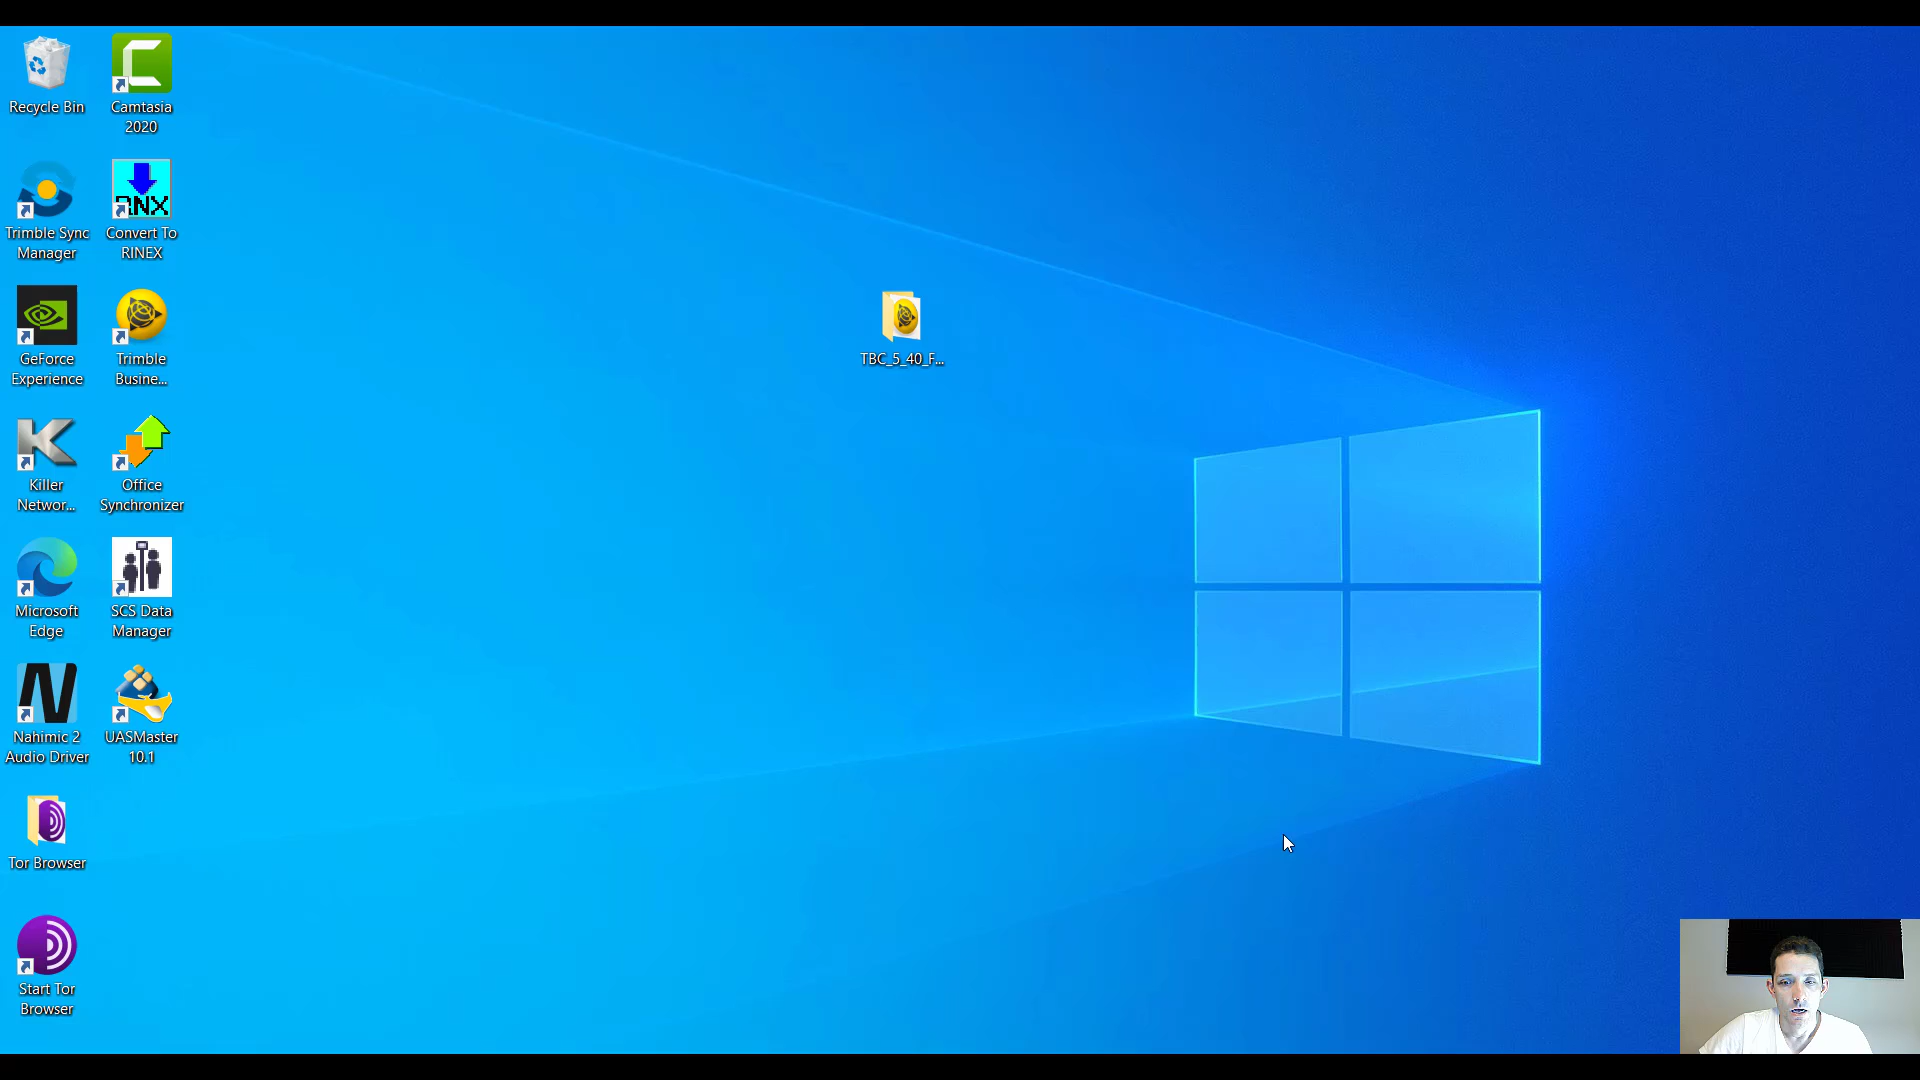 Recycle Bin
Camtasia
2020
Trimble Sync
Manager
RNX
Convert To
RINEX
GeForce
Experience
Trimble
Busine...
Killer
Networ...
Office
Synchronizer
Microsoft
Edge
SCS Data
Manager
Nahimic 2
Audio Driver
UASMaster
10.1
Tor Browser
Start Tor
Browser
TBC_5_40_F...